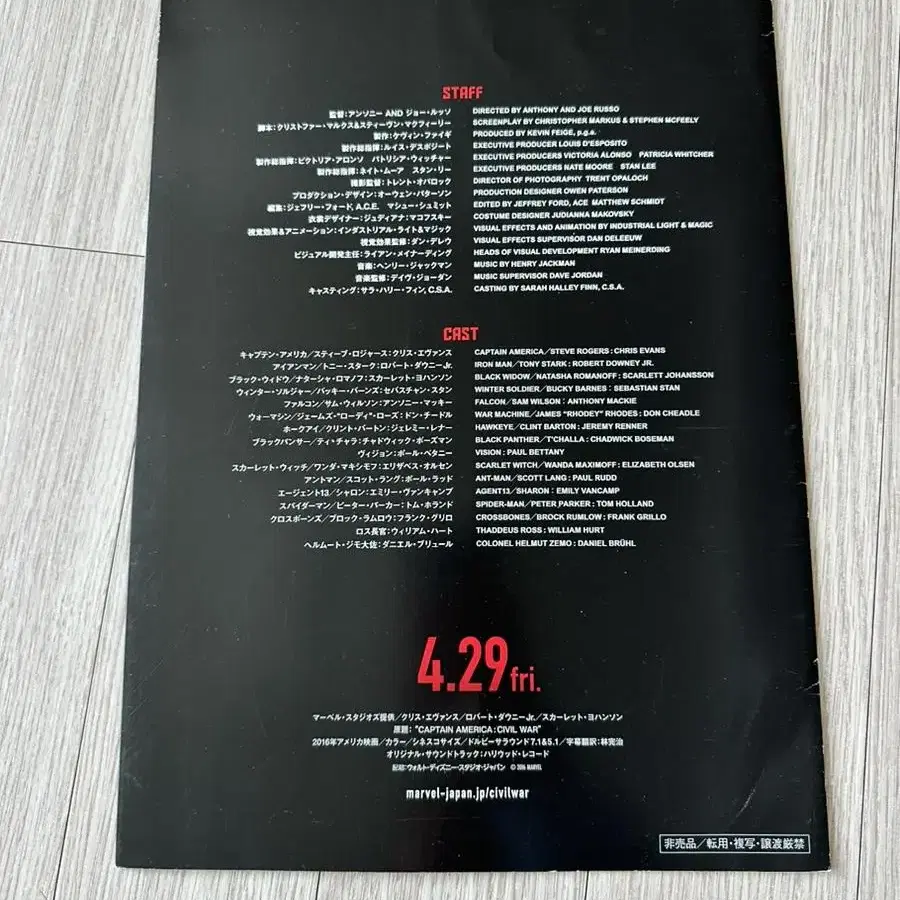 STAFF
監督:アンソニー AND ジョー・ルッソ DIRECTED BY ANTHONY AND JOE RUSSO
脚本:クリストファー・マルクス&スティーヴン・マクフィーリー SCREENPLAY BY CHRISTOPHER MARKUS & STEPHEN MCFEELY
製作:ケヴィン・ファイギ PRODUCED BY KEVIN FEIGE, p.g.a.
製作総指揮:ルイス・デスポジート EXECUTIVE PRODUCER LOUIS D'ESPOSITO
製作総指揮:ビクトリア・アロンソ パトリシア・ウィッチャー EXECUTIVE PRODUCERS VICTORIA ALONSO PATRICIA WHITCHER
製作総指揮:ネイト・ムーア スタン・リー EXECUTIVE PRODUCERS NATE MOORE STAN LEE
撮影監督:トレント・オパロック DIRECTOR OF PHOTOGRAPHY TRENT OPALOCH
プロダクション・デザイン:オーウェン・パターソン PRODUCTION DESIGNER OWEN PATERSON
編集:ジェフリー・フォード, A.C.E. マシュー・シュミット EDITED BY JEFFREY FORD, ACE MATTHEW SCHMIDT
衣裳デザイナー:ジュディアナ:マコフスキー COSTUME DESIGNER JUDIANNA MAKOVSKY
視覚効果&アニメーション:インダストリアル・ライト&マジック VISUAL EFFECTS AND ANIMATION BY INDUSTRIAL LIGHT & MAGIC
視覚効果監修:ダン・デレウ VISUAL EFFECTS SUPERVISOR DAN DELEEUW
ビジュアル開発主任:ライアン・メイナーディング HEADS OF VISUAL DEVELOPMENT RYAN MEINERDING
音楽:ヘンリー・ジャックマン MUSIC BY HENRY JACKMAN
音楽監修:デイヴ・ジョーダン MUSIC SUPERVISOR DAVE JORDAN
キャスティング:サラ・ハリー・フィン, C.S.A. CASTING BY SARAH HALLEY FINN, C.S.A.
CAST
キャプテン・アメリカ/スティーブ・ロジャース:クリス・エヴァンス CAPTAIN AMERICA/STEVE ROGERS : CHRIS EVANS
アイアンマン/トニー・スターク:ロバート・ダウニーJr. IRON MAN/TONY STARK : ROBERT DOWNEY JR.
ブラック・ウィドウ/ナターシャ・ロマノフ:スカーレット・ヨハンソン BLACK WIDOW/NATASHA ROMANOFF : SCARLETT JOHANSSON
ウィンター・ソルジャー/バッキー・バーンズ:セバスチャン・スタン WINTER SOLDIER/BUCKY BARNES : SEBASTIAN STAN
ファルコン/サム・ウィルソン:アンソニー・マッキー FALCON/SAM WILSON : ANTHONY MACKIE
ウォーマシン/ジェームズ・"ローディ"・ローズ:ドン・チードル WAR MACHINE/JAMES "RHODEY" RHODES : DON CHEADLE
ホークアイ/クリント・バートン:ジェレミー・レナー HAWKEYE/CLINT BARTON : JEREMY RENNER
ブラックパンサー/ティ・チャラ:チャドウィック・ボーズマン BLACK PANTHER/T'CHALLA : CHADWICK BOSEMAN
ヴィジョン:ポール・ベタニー VISION : PAUL BETTANY
スカーレット・ウィッチ/ワンダ・マキシモフ:エリザベス・オルセン SCARLET WITCH/WANDA MAXIMOFF : ELIZABETH OLSEN
アントマン/スコット・ラング:ポール・ラッド ANT-MAN/SCOTT LANG : PAUL RUDD
エージェント13/シャロン:エミリー・ヴァンキャンプ AGENT13/SHARON : EMILY VANCAMP
スパイダーマン/ピーター・パーカー:トム・ホランド SPIDER-MAN/PETER PARKER : TOM HOLLAND
クロスボーンズ/ブロック・ラムロウ:フランク・グリロ CROSSBONES/BROCK RUMLOW : FRANK GRILLO
ロス長官:ウィリアム・ハート THADDEUS ROSS : WILLIAM HURT
ヘルムート・ジモ大佐:ダニエル・ブリュール COLONEL HELMUT ZEMO : DANIEL BRÜHL
4.29fri.
マーベル・スタジオズ提供/クリス・エヴァンス/ロバート・ダウニーJr./スカーレット・ヨハンソン
原題:"CAPTAIN AMERICA : CIVIL WAR"
2016年アメリカ映画/カラー/シネスコサイズ/ドルビーサラウンド7.1&5.1/字幕翻訳:林完治
オリジナル・サウンドトラック:ハリウッド・レコード
配給:ウォルト・ディズニー・スタジオ・ジャパン © 2016 MARVEL
marvel-japan.jp/civilwar
非売品/転用・複写・譲渡厳禁